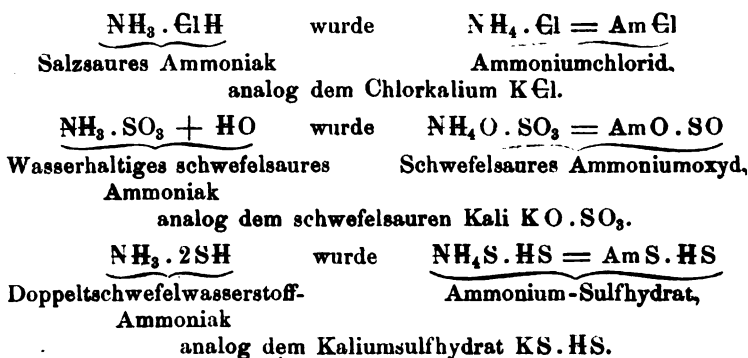 NH₃ . ClH wurde NH₄ . Cl = Am Cl
Salzsaures Ammoniak Ammoniumchlorid,
analog dem Chlorkalium K Cl.
NH₃ . SO₃ + HO wurde NH₄O . SO₃ = AmO . SO
Wasserhaltiges schwefelsaures Schwefelsaures Ammoniumoxyd,
Ammoniak
analog dem schwefelsauren Kali KO . SO₃.
NH₃ . 2SH wurde NH₄S . HS = AmS . HS
Doppeltschwefelwasserstoff- Ammonium-Sulfhydrat,
Ammoniak
analog dem Kaliumsulfhydrat KS . HS.